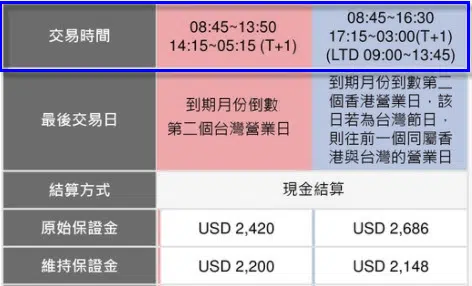 交易時間
08:45~13:50
14:15~05:15 (T+1)
08:45~16:30
17:15~03:00(T+1)
(LTD 09:00~13:45)
最後交易日
到期月份倒數
第二個台灣營業日
到期月份到數第二
個香港營業日，該
日若為台灣節日，
則往前一個同屬香
港與台灣的營業日
結算方式
現金結算
原始保證金
USD 2,420
USD 2,686
維持保證金
USD 2,200
USD 2,148